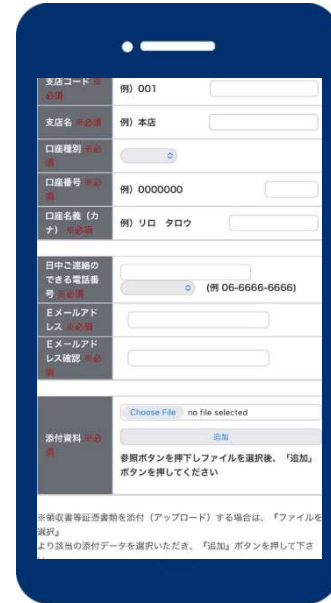 支店コード ※
必須
例）001
支店名 ※必須
例）本店
口座種別 ※必
須
口座番号 ※必
須
例）0000000
口座名義（カ
ナ）※必須
例）リロ タロウ
日中ご連絡の
できる電話番
号 ※必須
(例 06-6666-6666)
Ｅメールアド
レス ※必須
Ｅメールアド
レス確認 ※必
須
添付資料 ※必
須
Choose File no file selected
追加
参照ボタンを押下しファイルを選択後、「追加」
ボタンを押してください
※領収書等証憑書類を添付（アップロード）する場合は、『ファイルを
選択』
より該当の添付データを選択いただき、『追加』ボタンを押して下さ